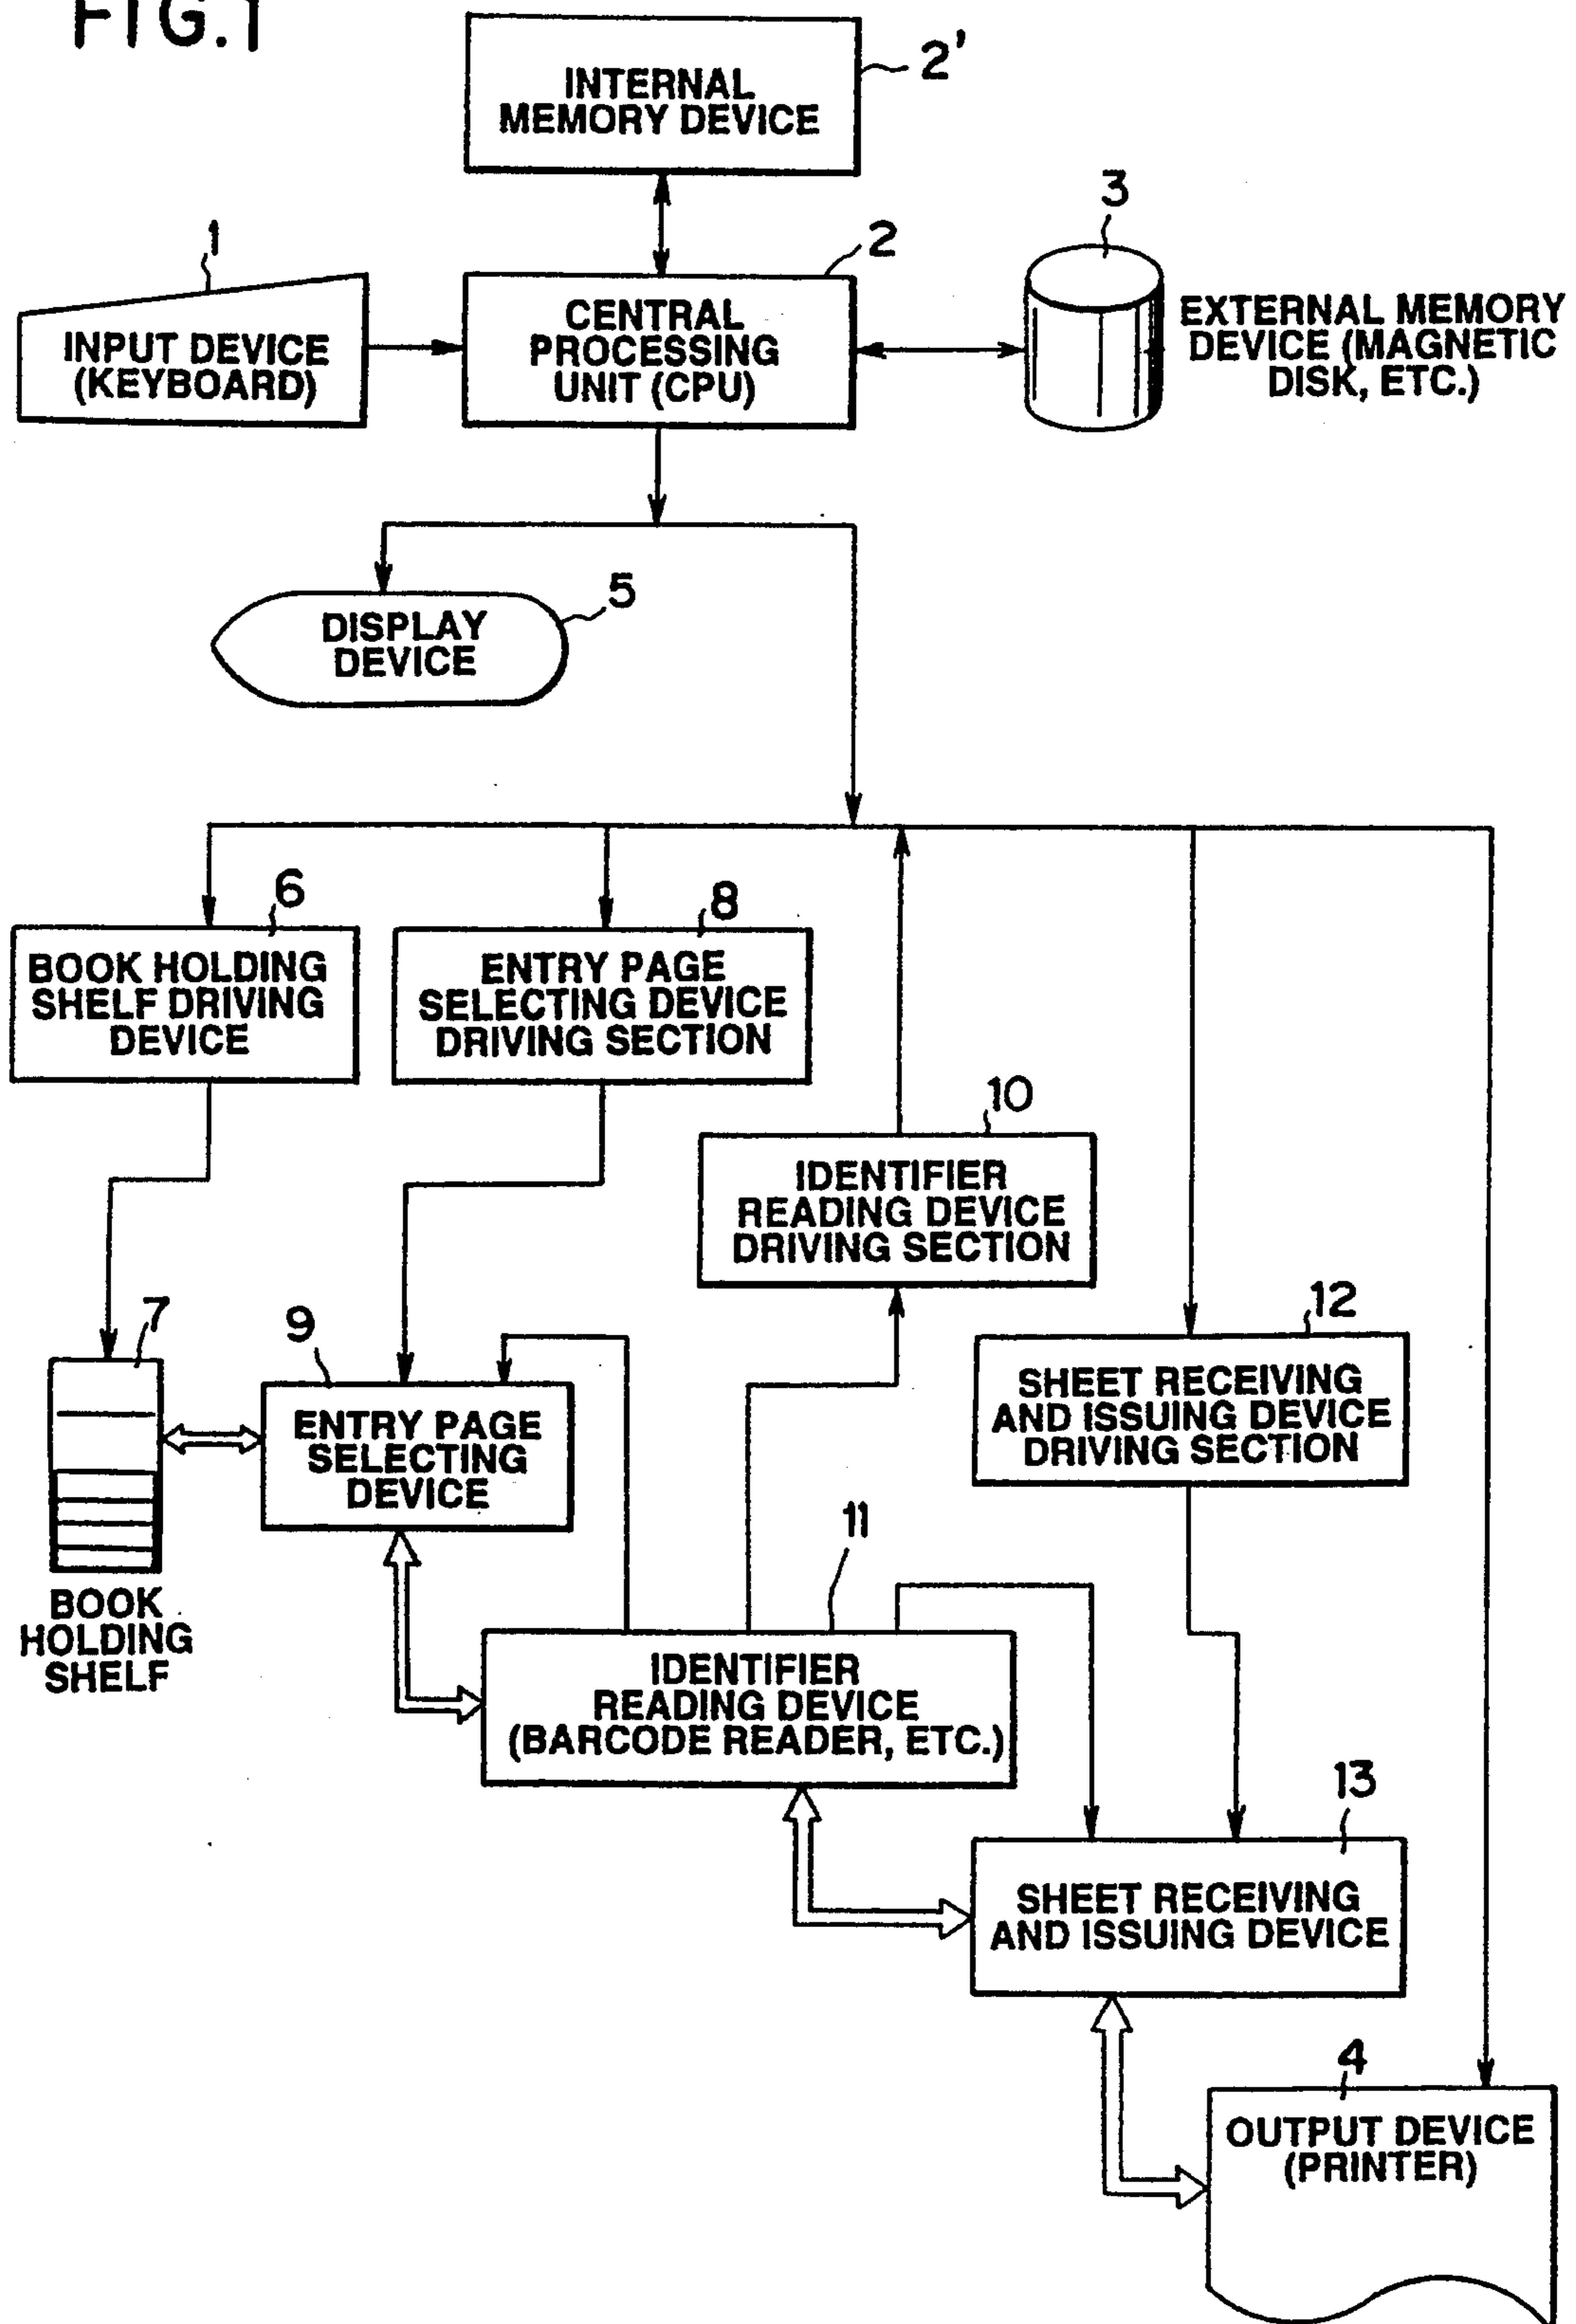 FIG.1
INTERNAL
MEMORY DEVICE
2'
1
2
3
INPUT DEVICE
(KEYBOARD)
CENTRAL
PROCESSING
UNIT (CPU)
EXTERNAL MEMORY
DEVICE (MAGNETIC
DISK, ETC.)
5
DISPLAY
DEVICE
6
8
BOOK HOLDING
SHELF DRIVING
DEVICE
ENTRY PAGE
SELECTING DEVICE
DRIVING SECTION
10
IDENTIFIER
READING DEVICE
DRIVING SECTION
7
9
12
ENTRY PAGE
SELECTING
DEVICE
SHEET RECEIVING
AND ISSUING DEVICE
DRIVING SECTION
11
BOOK
HOLDING
SHELF
IDENTIFIER
READING DEVICE
(BARCODE READER, ETC.)
13
SHEET RECEIVING
AND ISSUING DEVICE
4
OUTPUT DEVICE
(PRINTER)